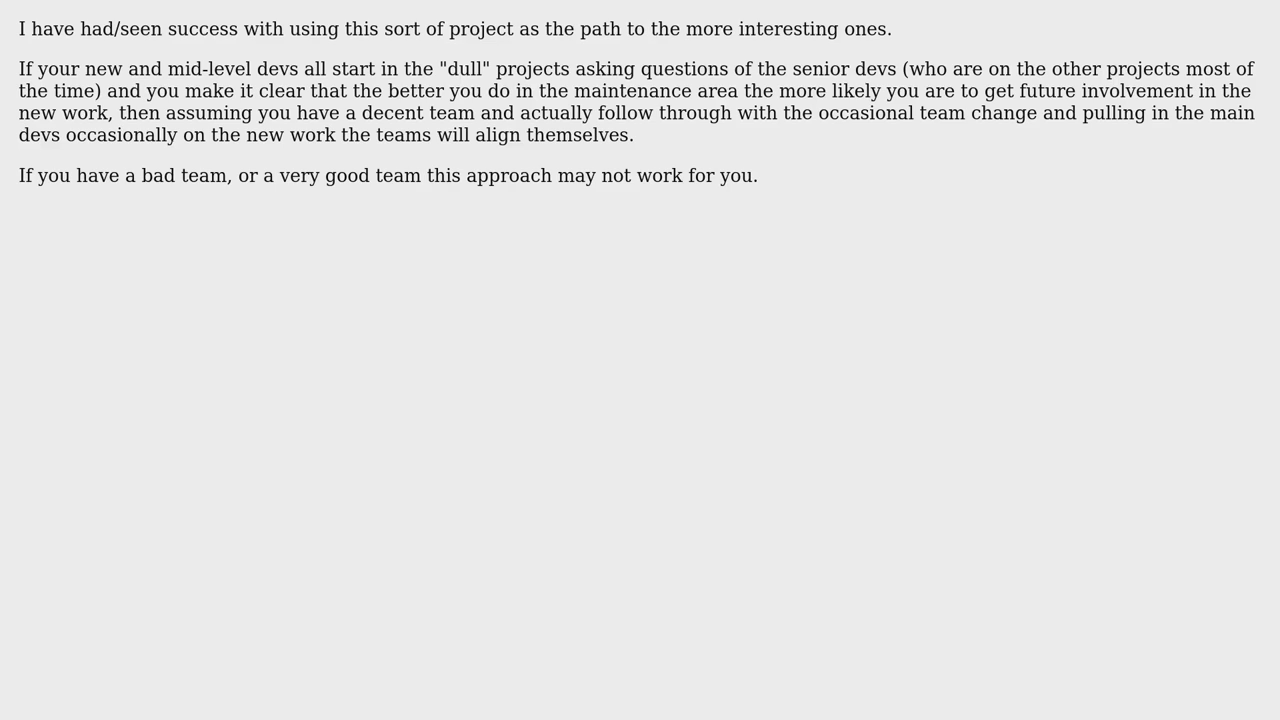 I have had/seen success with using this sort of project as the path to the more interesting ones.
If your new and mid-level devs all start in the "dull" projects asking questions of the senior devs (who are on the other projects most of
the time) and you make it clear that the better you do in the maintenance area the more likely you are to get future involvement in the
new work, then assuming you have a decent team and actually follow through with the occasional team change and pulling in the main
devs occasionally on the new work the teams will align themselves.
If you have a bad team, or a very good team this approach may not work for you.